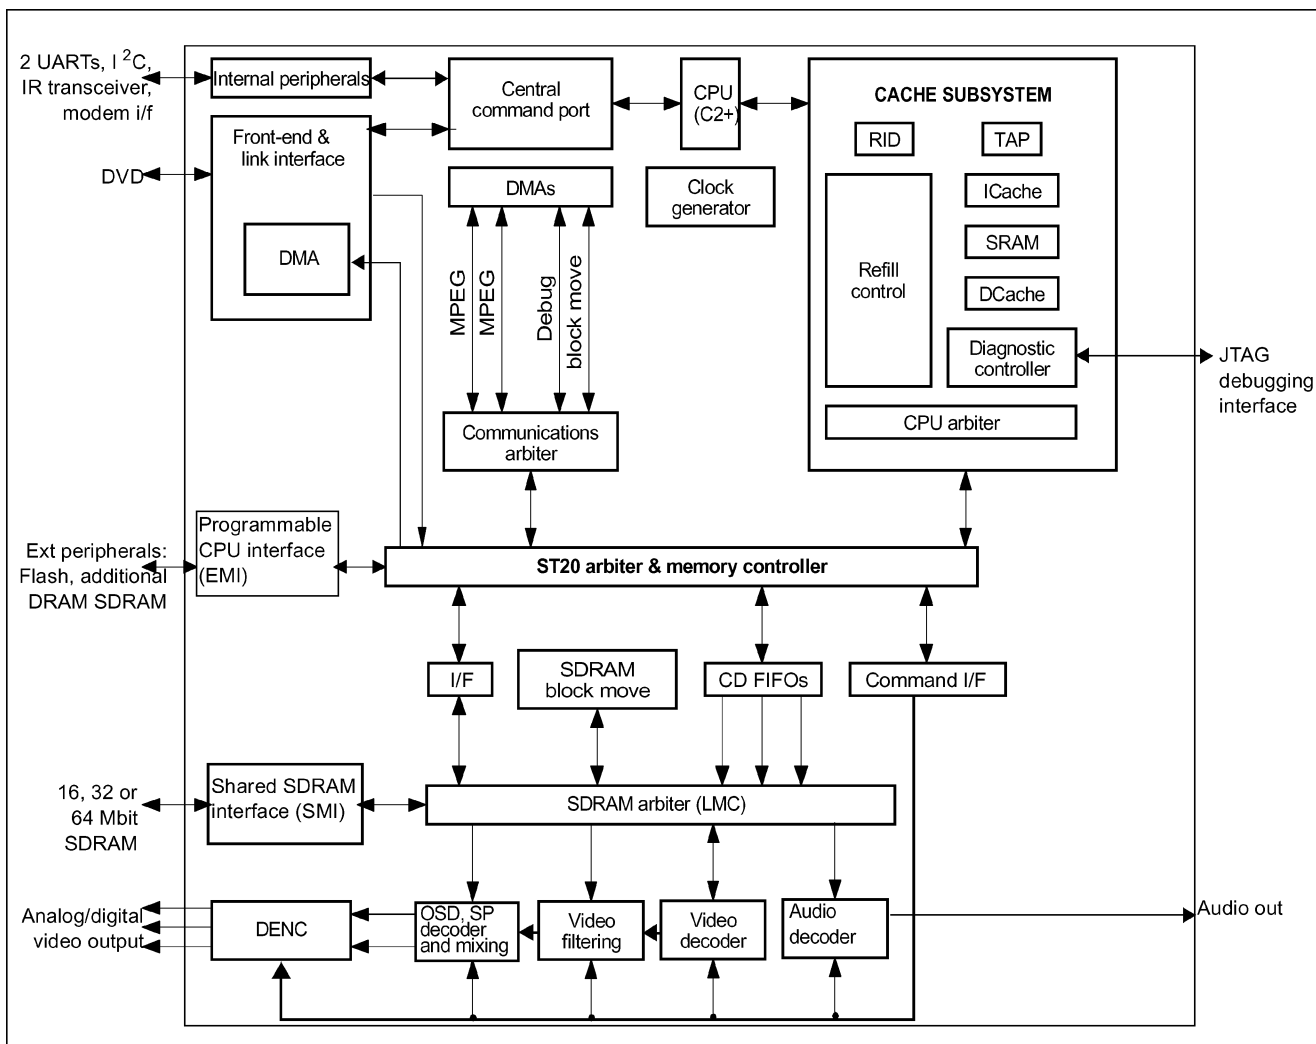 2 UARTs, I²C,
IR transceiver,
modem i/f
Internal peripherals
Central
command port
CPU
(C2+)
CACHE SUBSYSTEM
RID
TAP
Front-end &
link interface
DVD
DMA
DMAs
Clock
generator
ICache
SRAM
DCache
Refill
control
MPEG
MPEG
Debug
block move
Diagnostic
controller
JTAG
debugging
interface
CPU arbiter
Communications
arbiter
Programmable
CPU interface
(EMI)
Ext peripherals:
Flash, additional
DRAM SDRAM
ST20 arbiter & memory controller
I/F
SDRAM
block move
CD FIFOs
Command I/F
16, 32 or
64 Mbit
SDRAM
Shared SDRAM
interface (SMI)
SDRAM arbiter (LMC)
Analog/digital
video output
DENC
OSD, SP
decoder
and mixing
Video
filtering
Video
decoder
Audio
decoder
Audio out